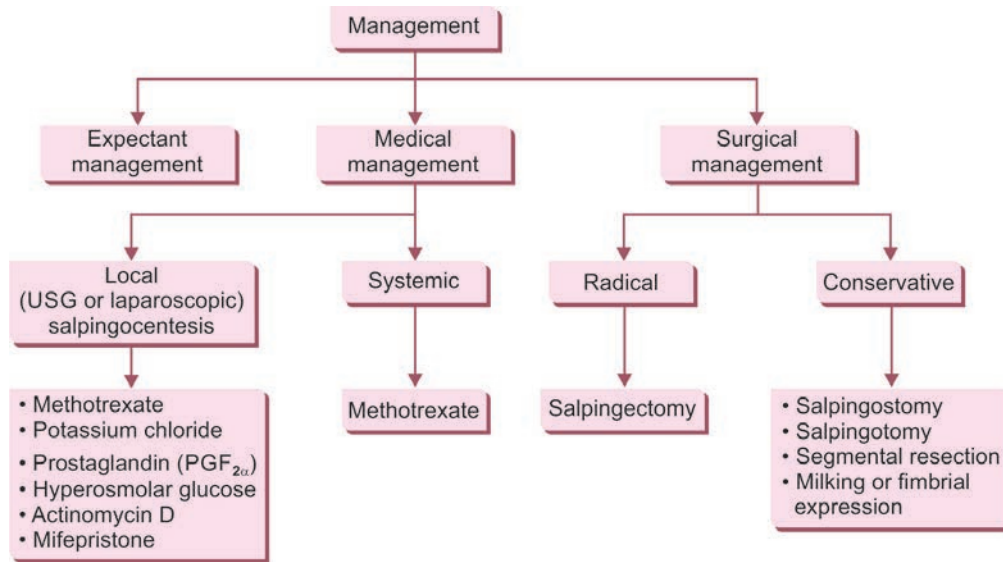 Management
Expectant
management
Medical
management
Surgical
management
Local
(USG or laparoscopic)
salpingocentesis
Systemic
Radical
Conservative
• Methotrexate
• Potassium chloride
• Prostaglandin (PGF₂α)
• Hyperosmolar glucose
• Actinomycin D
• Mifepristone
Methotrexate
Salpingectomy
• Salpingostomy
• Salpingotomy
• Segmental resection
• Milking or fimbrial
expression